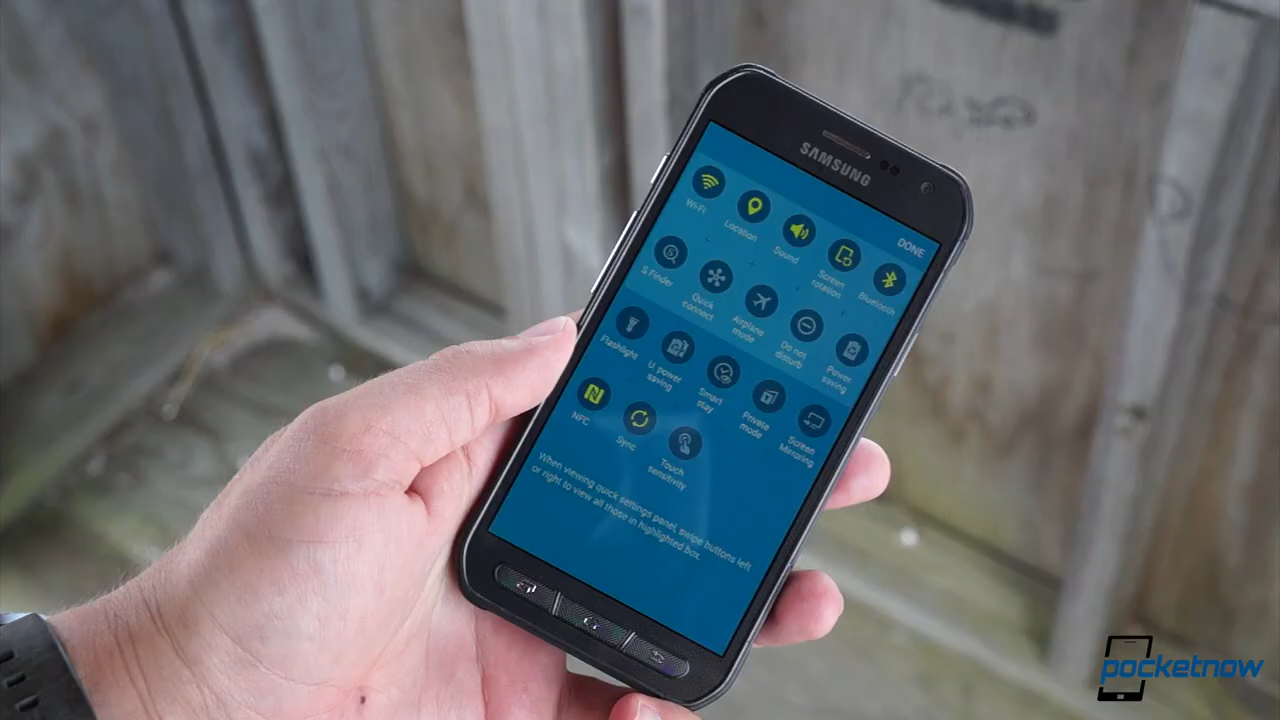 SAMSUNG
DONE
Wi-Fi
Location
Sound
Screen
rotation
Bluetooth
S Finder
Quick
connect
Airplane
mode
Do not
disturb
Power
saving
Flashlight
U. power
saving
Smart
stay
Private
mode
Screen
Mirroring
NFC
Sync
Touch
sensitivity
When viewing quick settings panel, swipe buttons left
or right to view all those in highlighted box.
pocketnow